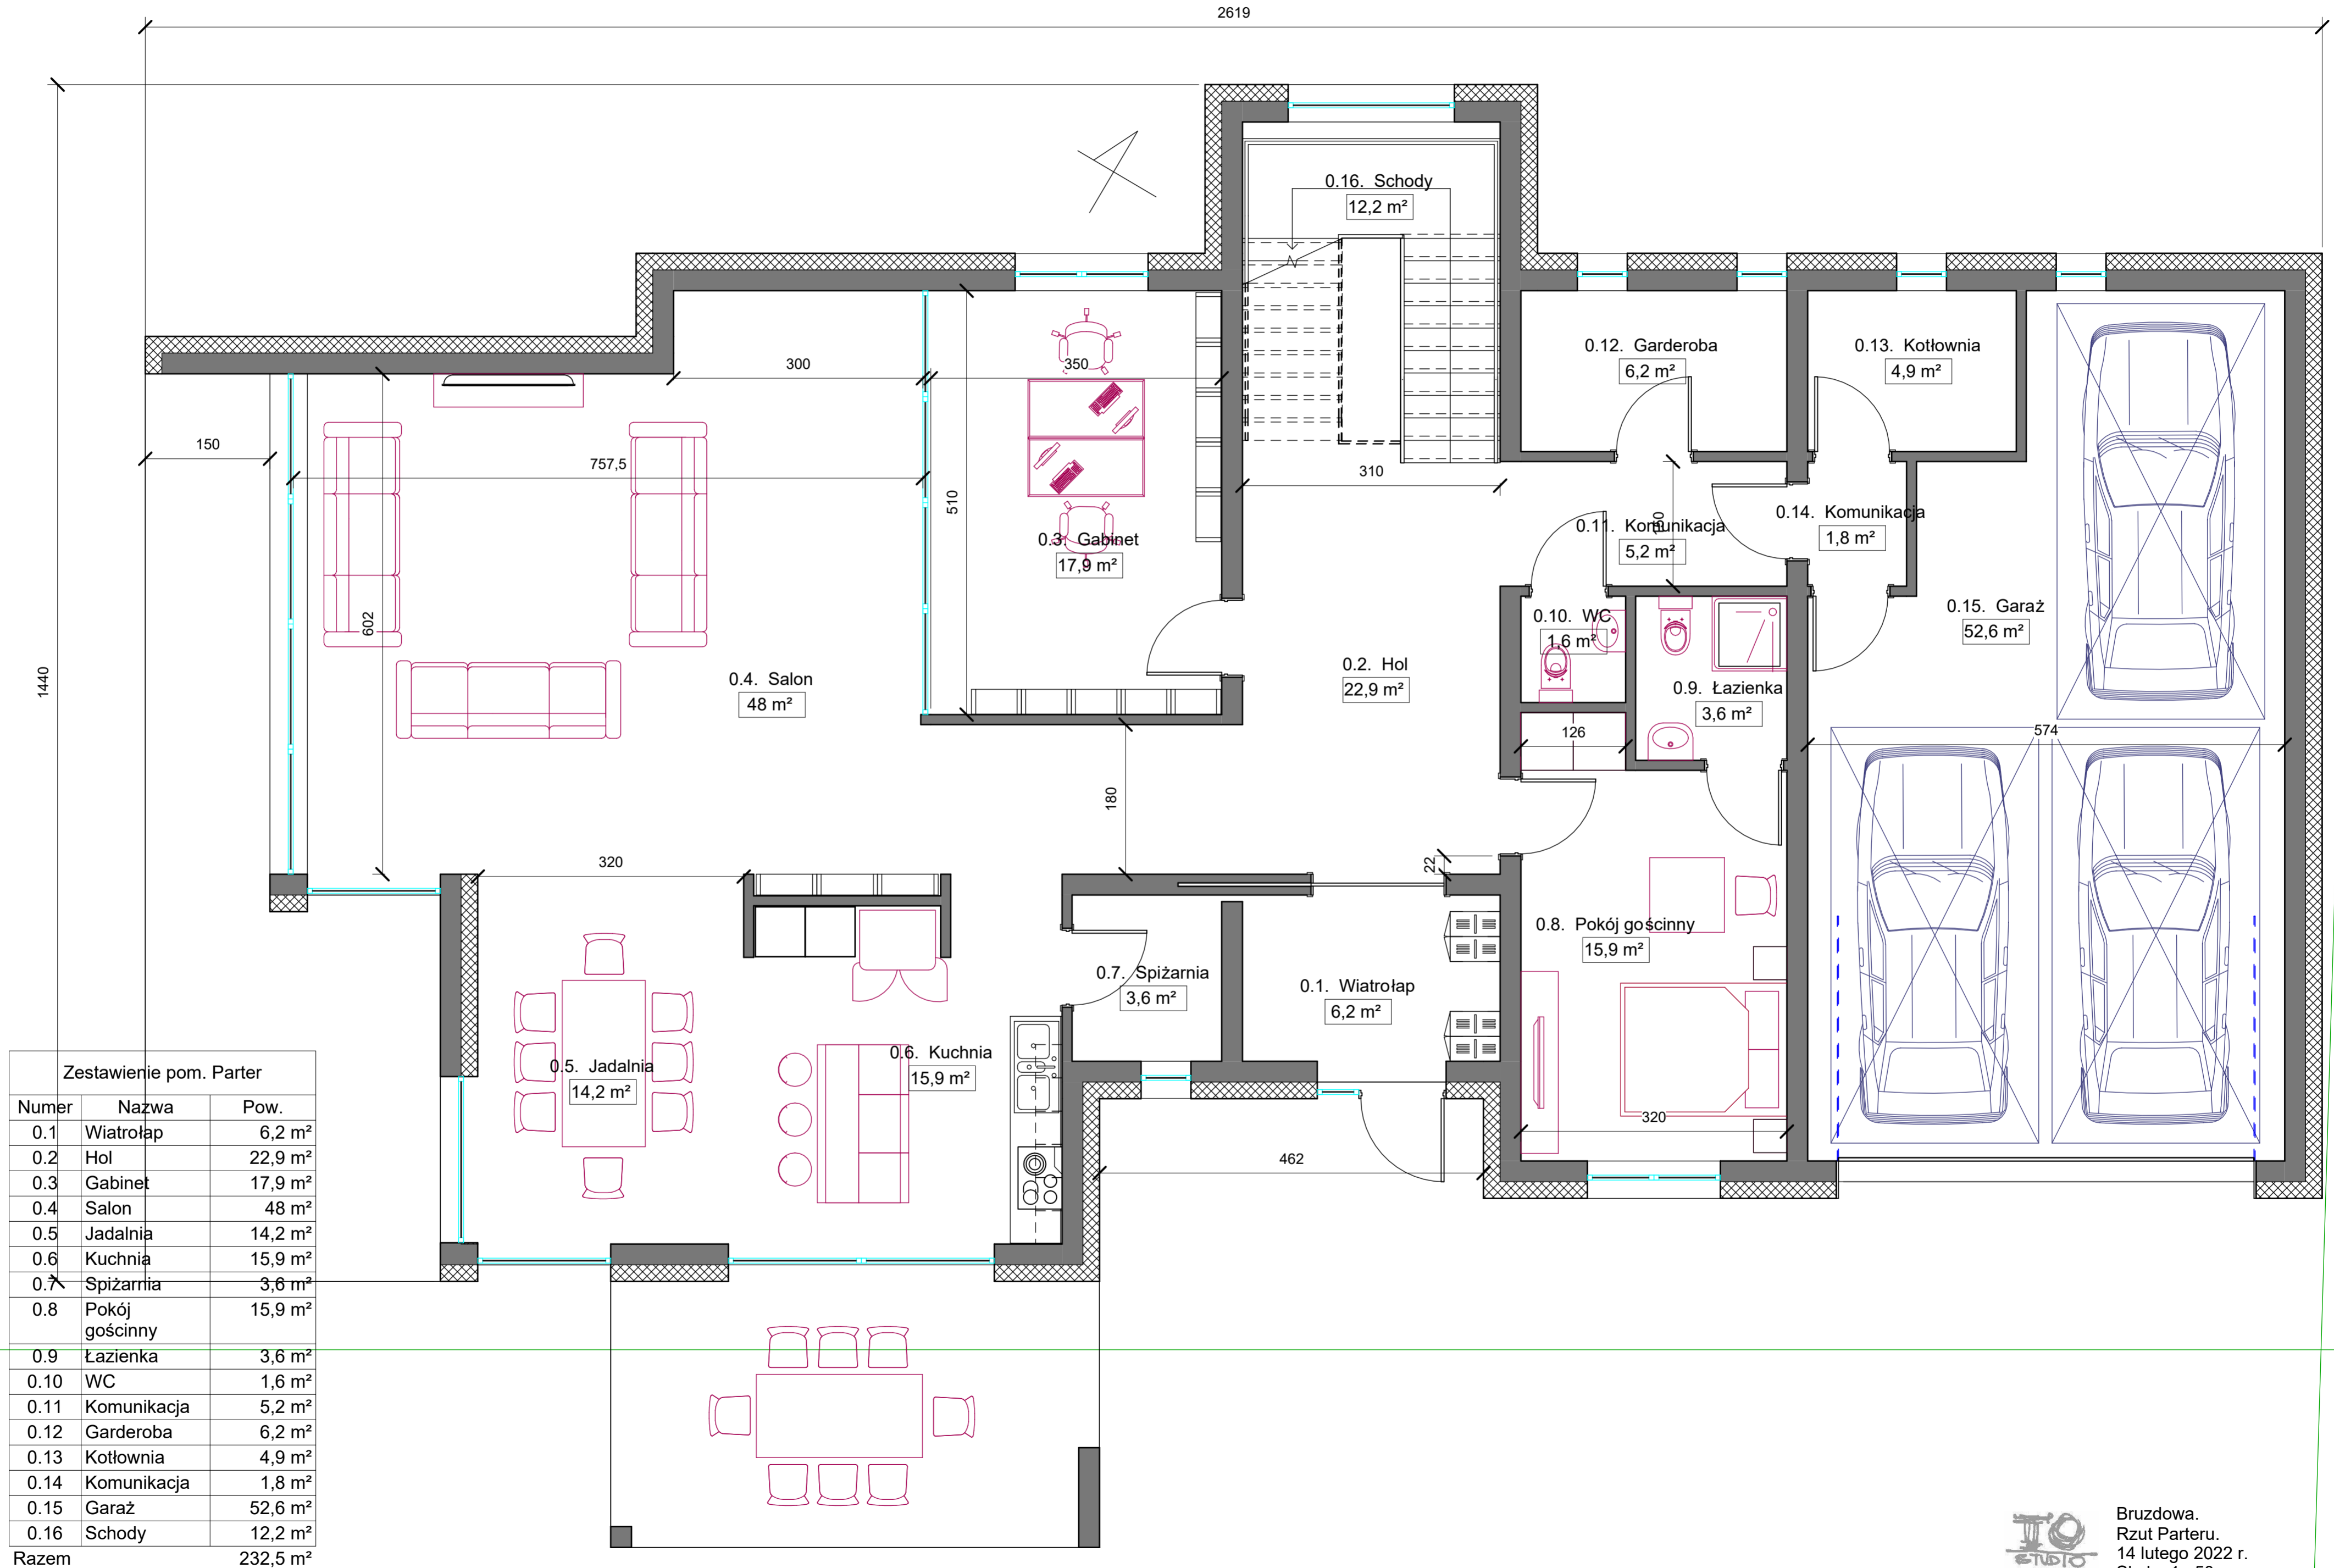 2619
0.16. Schody
12,2 m²
0.12. Garderoba
6,2 m²
0.13. Kotłownia
4,9 m²
300
350
150
757,5
310
510
0.3. Gabinet
17,9 m²
0.11. Komunikacja
5,2 m²
0.14. Komunikacja
1,8 m²
602
0.10. WC
1,6 m²
0.15. Garaż
52,6 m²
1440
0.4. Salon
48 m²
0.2. Hol
22,9 m²
0.9. Łazienka
3,6 m²
126
574
180
320
22
0.8. Pokój gościnny
15,9 m²
0.7. Spiżarnia
3,6 m²
0.1. Wiatrołap
6,2 m²
0.5. Jadalnia
14,2 m²
0.6. Kuchnia
15,9 m²
320
462
Zestawienie pom. Parter
Numer Nazwa Pow.
0.1 Wiatrołap 6,2 m²
0.2 Hol 22,9 m²
0.3 Gabinet 17,9 m²
0.4 Salon 48 m²
0.5 Jadalnia 14,2 m²
0.6 Kuchnia 15,9 m²
0.7 Spiżarnia 3,6 m²
0.8 Pokój 15,9 m²
gościnny
0.9 Łazienka 3,6 m²
0.10 WC 1,6 m²
0.11 Komunikacja 5,2 m²
0.12 Garderoba 6,2 m²
0.13 Kotłownia 4,9 m²
0.14 Komunikacja 1,8 m²
0.15 Garaż 52,6 m²
0.16 Schody 12,2 m²
Razem 232,5 m²
STUDIO
Bruzdowa.
Rzut Parteru.
14 lutego 2022 r.